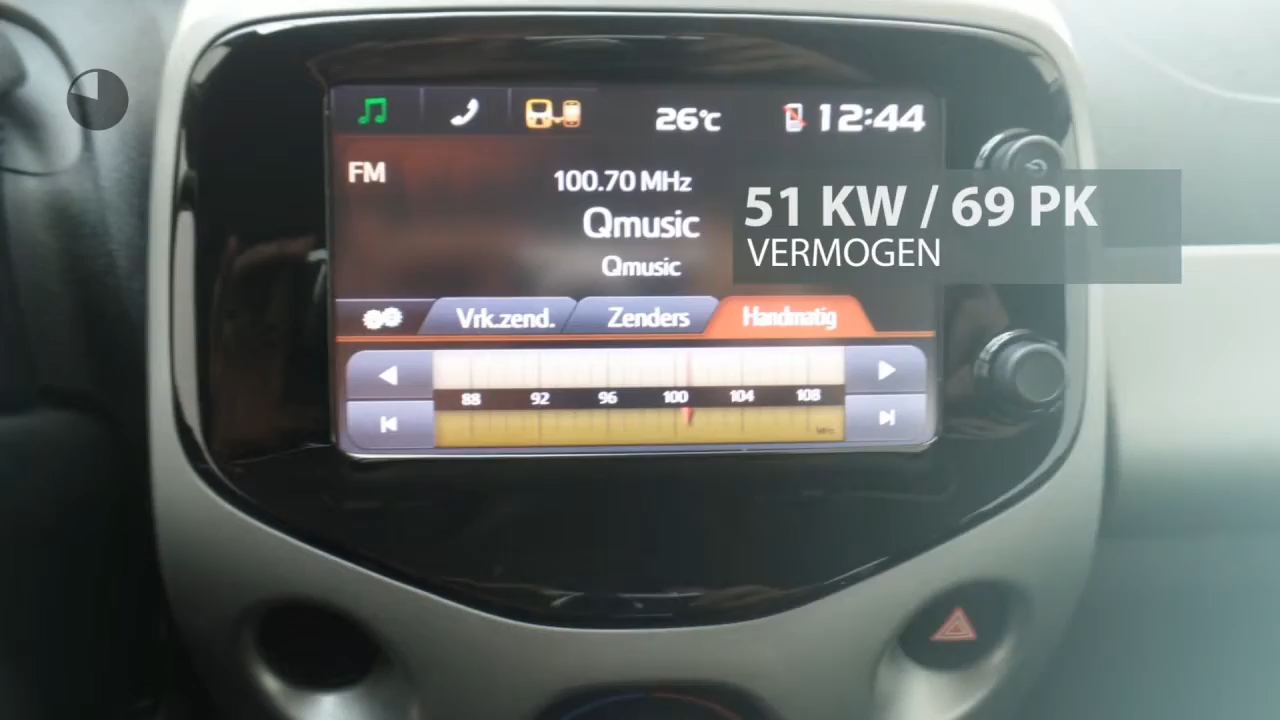 26°C 12:44
FM
100.70 MHz
Qmusic
Qmusic
51 KW / 69 PK
VERMOGEN
Vrk.zend. Zenders Handmatig
88 92 96 100 104 108
MHz